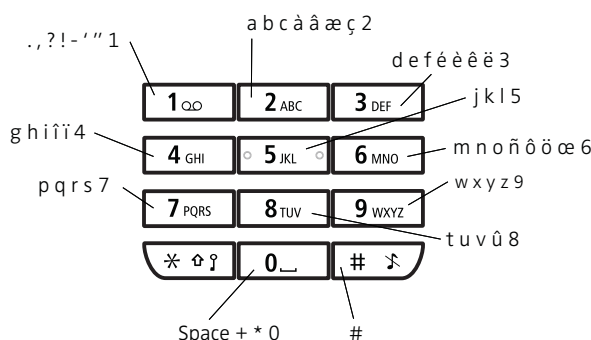 a b c à â æ ç 2
. , ? ! - ‘ ” 1
d e f é è ê ë 3
j k l 5
1 2 ABC 3 DEF
g h i î ï 4
4 GHI 5 JKL 6 MNO
m n o ñ ô ö œ 6
p q r s 7
w x y z 9
7 PQRS 8 TUV 9 WXYZ
t u v û 8
* 0 #
Space + * 0
#